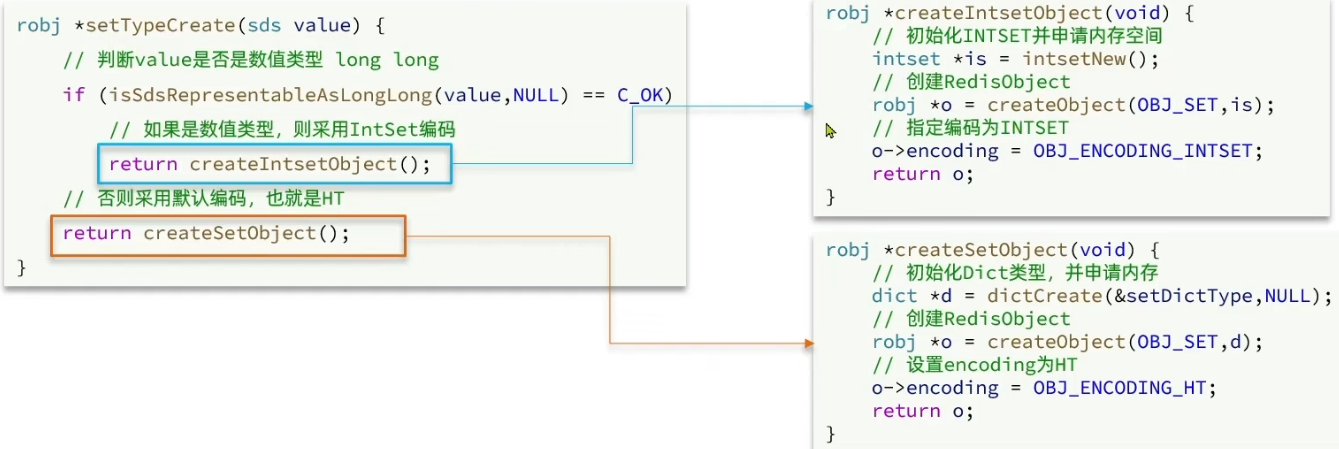 robj *setTypeCreate(sds value) {
// 判断value是否是数值类型 long long
if (isSdsRepresentableAsLongLong(value,NULL) == C_OK)
// 如果是数值类型，则采用IntSet编码
return createIntsetObject();
// 否则采用默认编码，也就是HT
return createSetObject();
}
robj *createIntsetObject(void) {
// 初始化INTSET并申请内存空间
intset *is = intsetNew();
// 创建RedisObject
robj *o = createObject(OBJ_SET,is);
// 指定编码为INTSET
o->encoding = OBJ_ENCODING_INTSET;
return o;
}
robj *createSetObject(void) {
// 初始化Dict类型，并申请内存
dict *d = dictCreate(&setDictType,NULL);
// 创建RedisObject
robj *o = createObject(OBJ_SET,d);
// 设置encoding为HT
o->encoding = OBJ_ENCODING_HT;
return o;
}